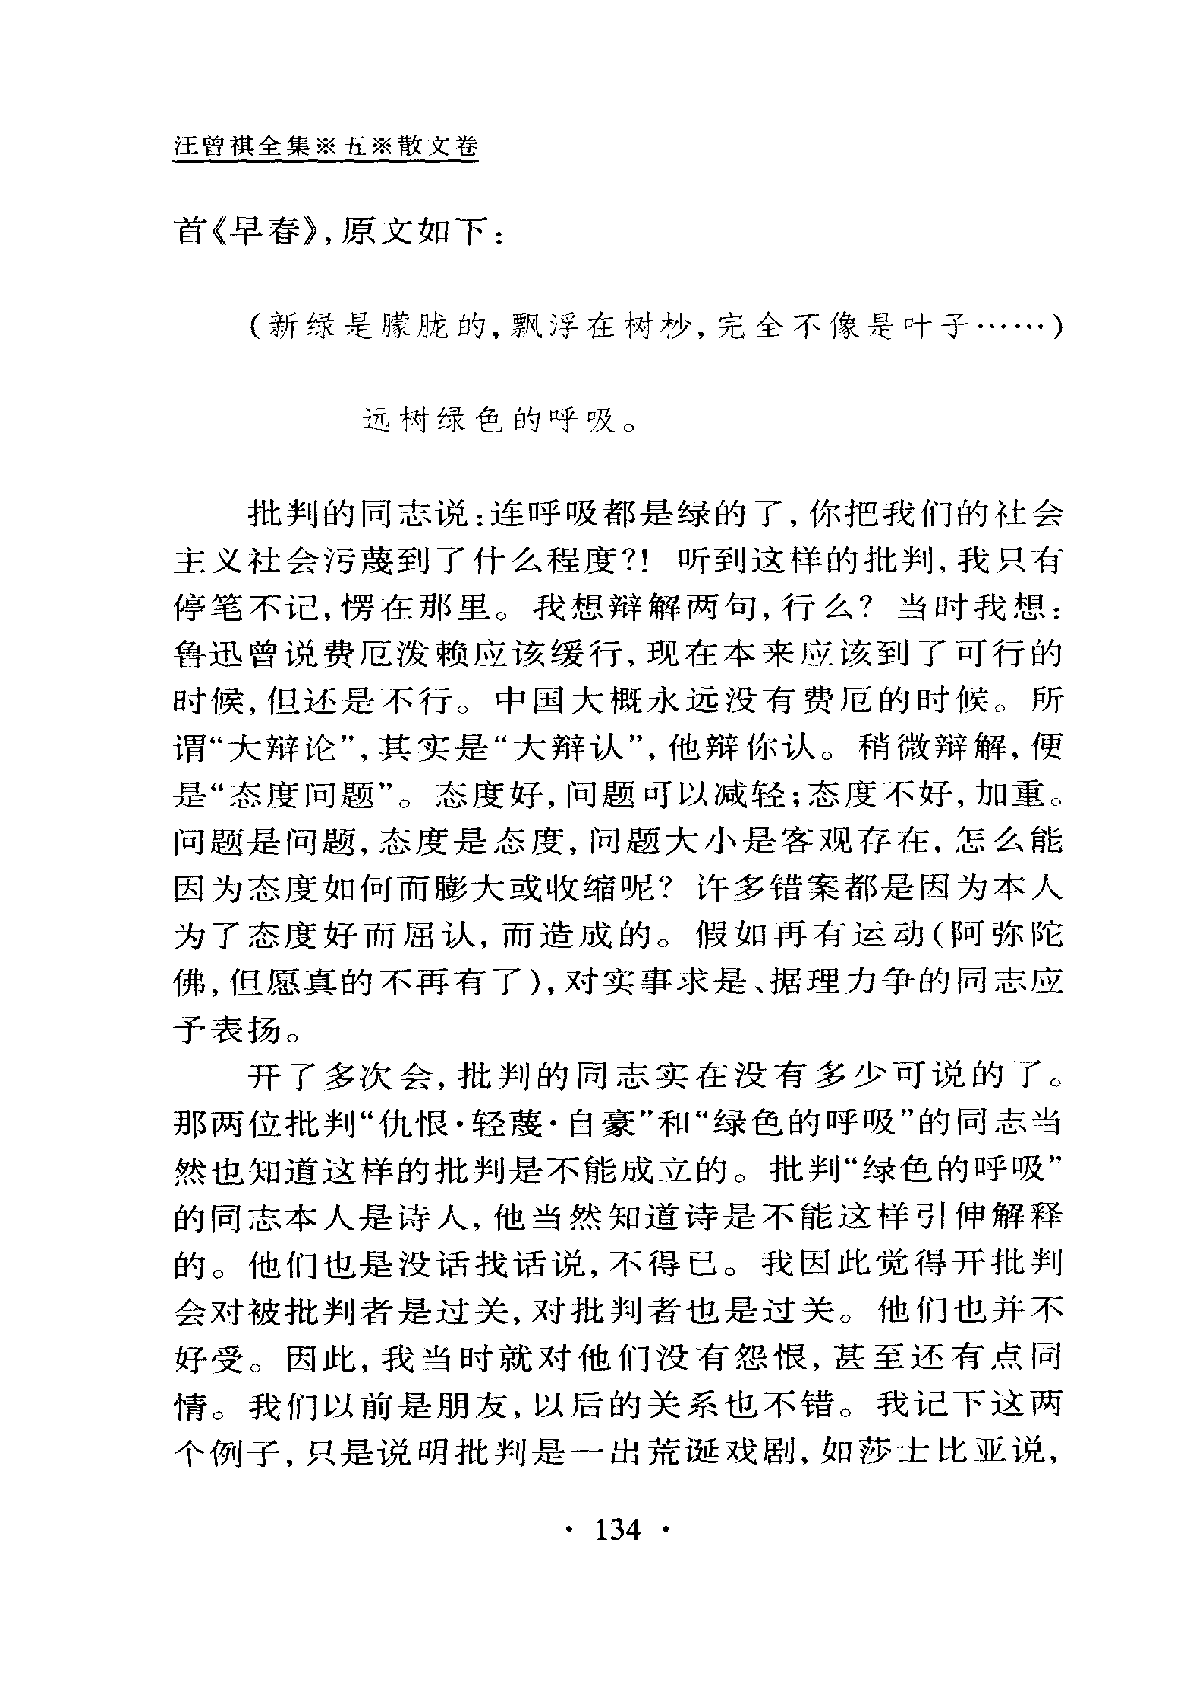 汪曾祺全集※五※散文卷
首《早春》,原文如下:
(新绿是朦胧的,飘浮在树杪,完全不像是叶子……)
远树绿色的呼吸。
批判的同志说:连呼吸都是绿的了,你把我们的社会
主义社会污蔑到了什么程度?! 听到这样的批判,我只有
停笔不记,愣在那里。我想辩解两句,行么? 当时我想:
鲁迅曾说费厄泼赖应该缓行,现在本来应该到了可行的
时候,但还是不行。中国大概永远没有费厄的时候。所
谓“大辩论”,其实是“大辩认”,他辩你认。稍微辩解,便
是“态度问题”。态度好,问题可以减轻;态度不好,加重。
问题是问题,态度是态度,问题大小是客观存在,怎么能
因为态度如何而膨大或收缩呢? 许多错案都是因为本人
为了态度好而屈认,而造成的。假如再有运动(阿弥陀
佛,但愿真的不再有了),对实事求是、据理力争的同志应
予表扬。
开了多次会,批判的同志实在没有多少可说的了。
那两位批判“仇恨·轻蔑·自豪”和“绿色的呼吸”的同志当
然也知道这样的批判是不能成立的。批判“绿色的呼吸”
的同志本人是诗人,他当然知道诗是不能这样引伸解释
的。他们也是没话找话说,不得已。我因此觉得开批判
会对被批判者是过关,对批判者也是过关。他们也并不
好受。因此,我当时就对他们没有怨恨,甚至还有点同
情。我们以前是朋友,以后的关系也不错。我记下这两
个例子,只是说明批判是一出荒诞戏剧,如莎士比亚说,
· 134 ·